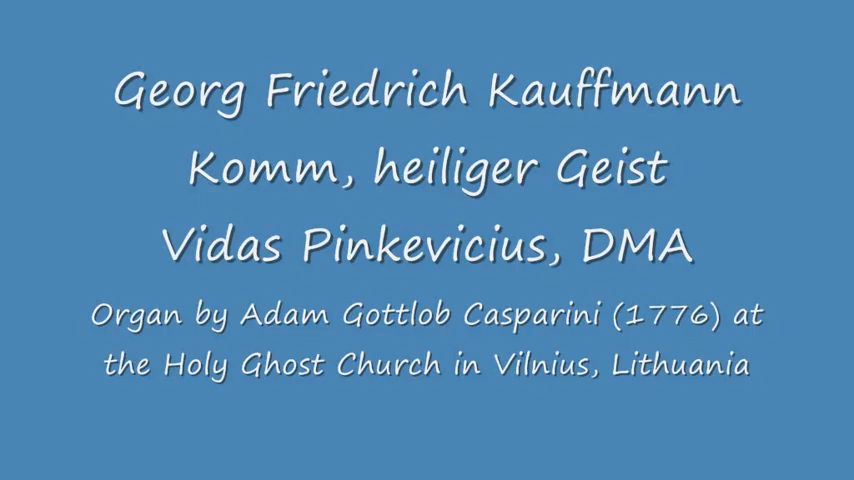 Georg Friedrich Kauffmann
Komm, heiliger Geist
Vidas Pinkevicius, DMA
Organ by Adam Gottlob Casparini (1776) at
the Holy Ghost Church in Vilnius, Lithuania